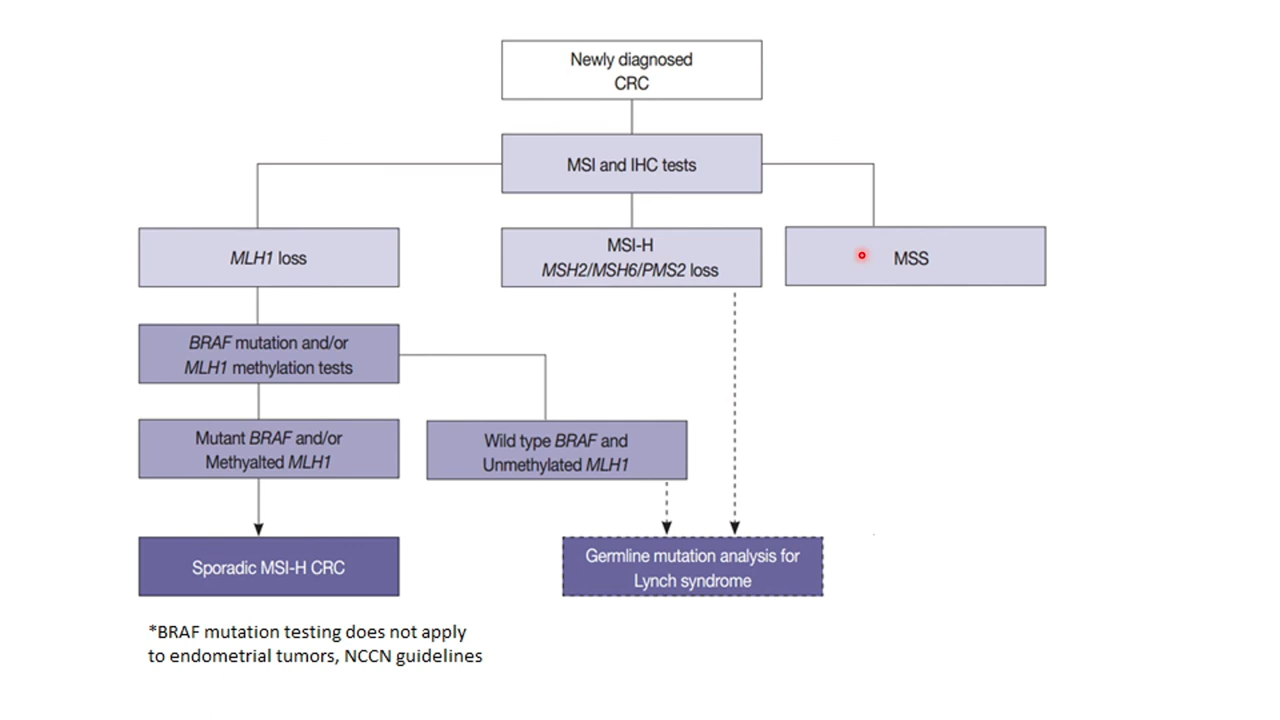 Newly diagnosed
CRC
MSI and IHC tests
MLH1 loss
MSI-H
MSH2/MSH6/PMS2 loss
MSS
BRAF mutation and/or
MLH1 methylation tests
Mutant BRAF and/or
Methyalted MLH1
Wild type BRAF and
Unmethylated MLH1
Sporadic MSI-H CRC
Germline mutation analysis for
Lynch syndrome
*BRAF mutation testing does not apply
to endometrial tumors, NCCN guidelines